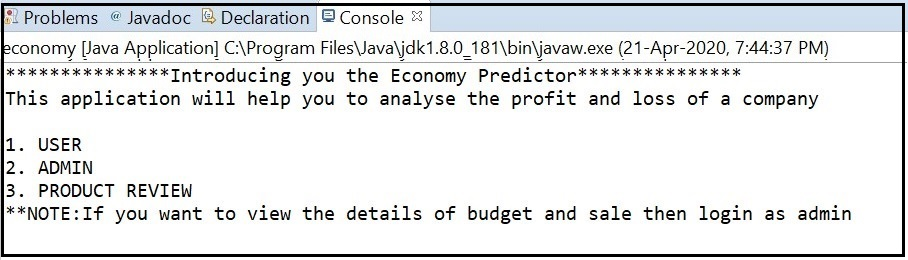 Problems @ Javadoc Declaration Console
economy [Java Application] C:\Program Files\Java\jdk1.8.0_181\bin\javaw.exe (21-Apr-2020, 7:44:37 PM)
***************Introducing you the Economy Predictor***************
This application will help you to analyse the profit and loss of a company
1. USER
2. ADMIN
3. PRODUCT REVIEW
**NOTE:If you want to view the details of budget and sale then login as admin